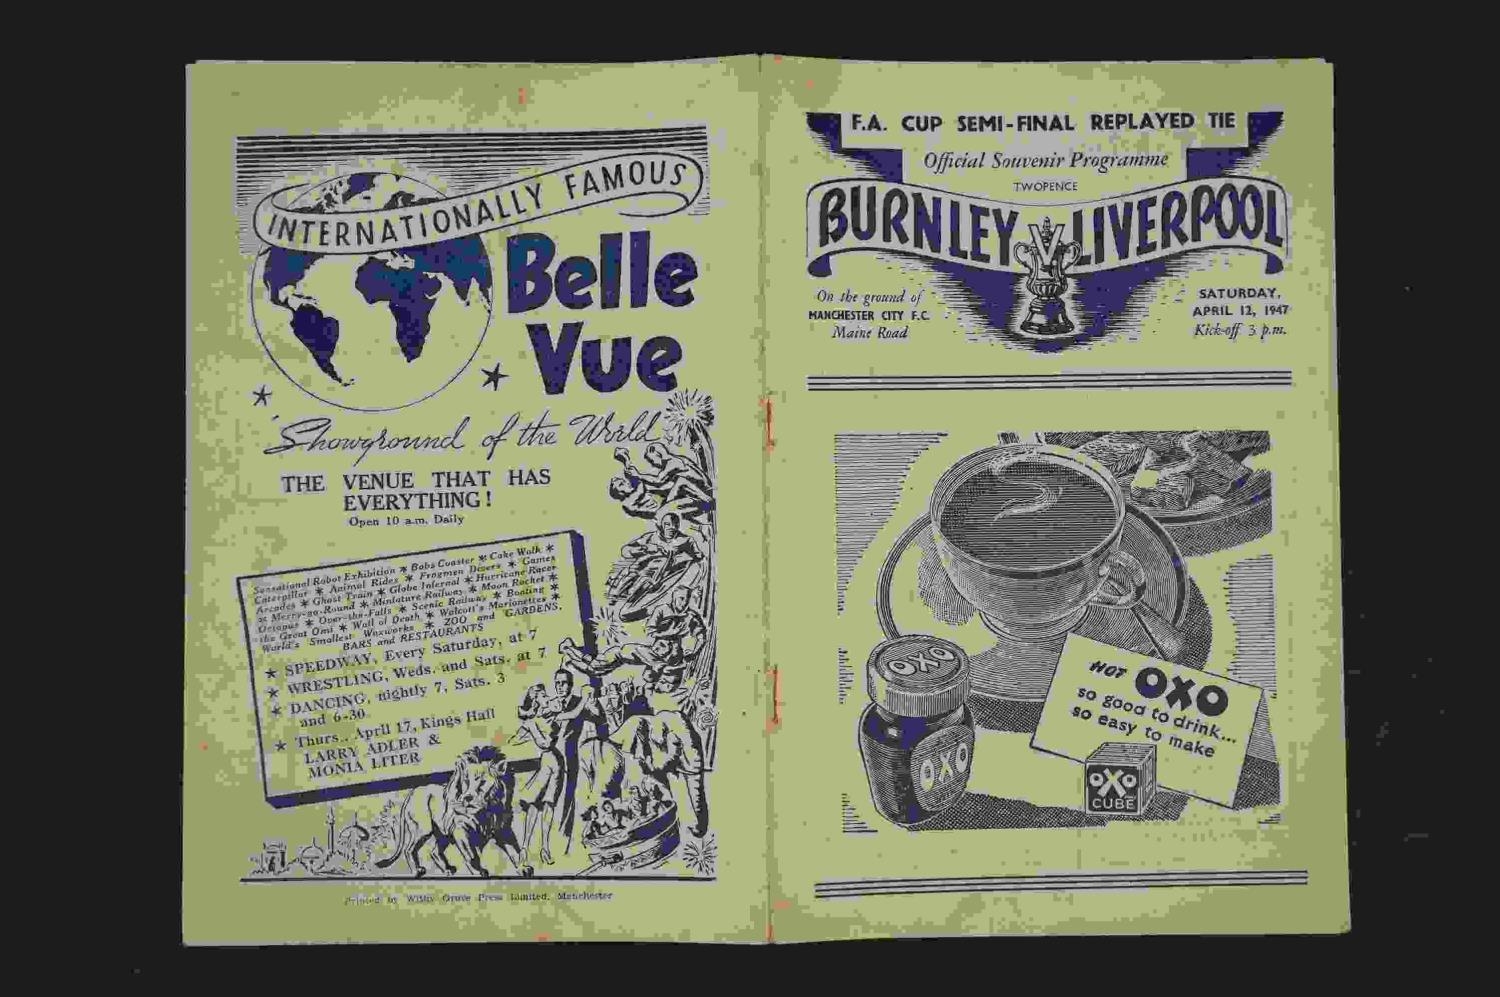 INTERNATIONALLY FAMOUS
Belle
Vue
Showground of the World
THE VENUE THAT HAS
EVERYTHING!
Open 10 a.m. Daily
Sensational Robot Exhibition * Bobs Coaster * Cake Walk *
Caterpillar * Animal Rides * Frogmen Divers * Games
Arcades * Ghost Train * Globe Infernal * Hurricane Racer
* Merry-go-Round * Miniature Railway * Moon Rocket *
Octopus * Over-the-Falls * Scenic Railway * Boating *
the Great Omi * Wall of Death * Walcott's Marionettes *
World's Smallest Waxworks * ZOO and GARDENS,
BARS and RESTAURANTS
* SPEEDWAY, Every Saturday, at 7
* WRESTLING, Weds. and Sats. at 7
* DANCING, nightly 7, Sats. 3
and 6-30
* Thurs., April 17, Kings Hall
LARRY ADLER &
MONIA LITER
Printed by Withy Grove Press Limited, Manchester
F.A. CUP SEMI-FINAL REPLAYED TIE
Official Souvenir Programme
TWOPENCE
BURNLEY V LIVERPOOL
On the ground of
MANCHESTER CITY F.C.
Maine Road
SATURDAY,
APRIL 12, 1947
Kick-off 3 p.m.
OXO
HOT OXO
so good to drink...
so easy to make
OXO
OXO
CUBE